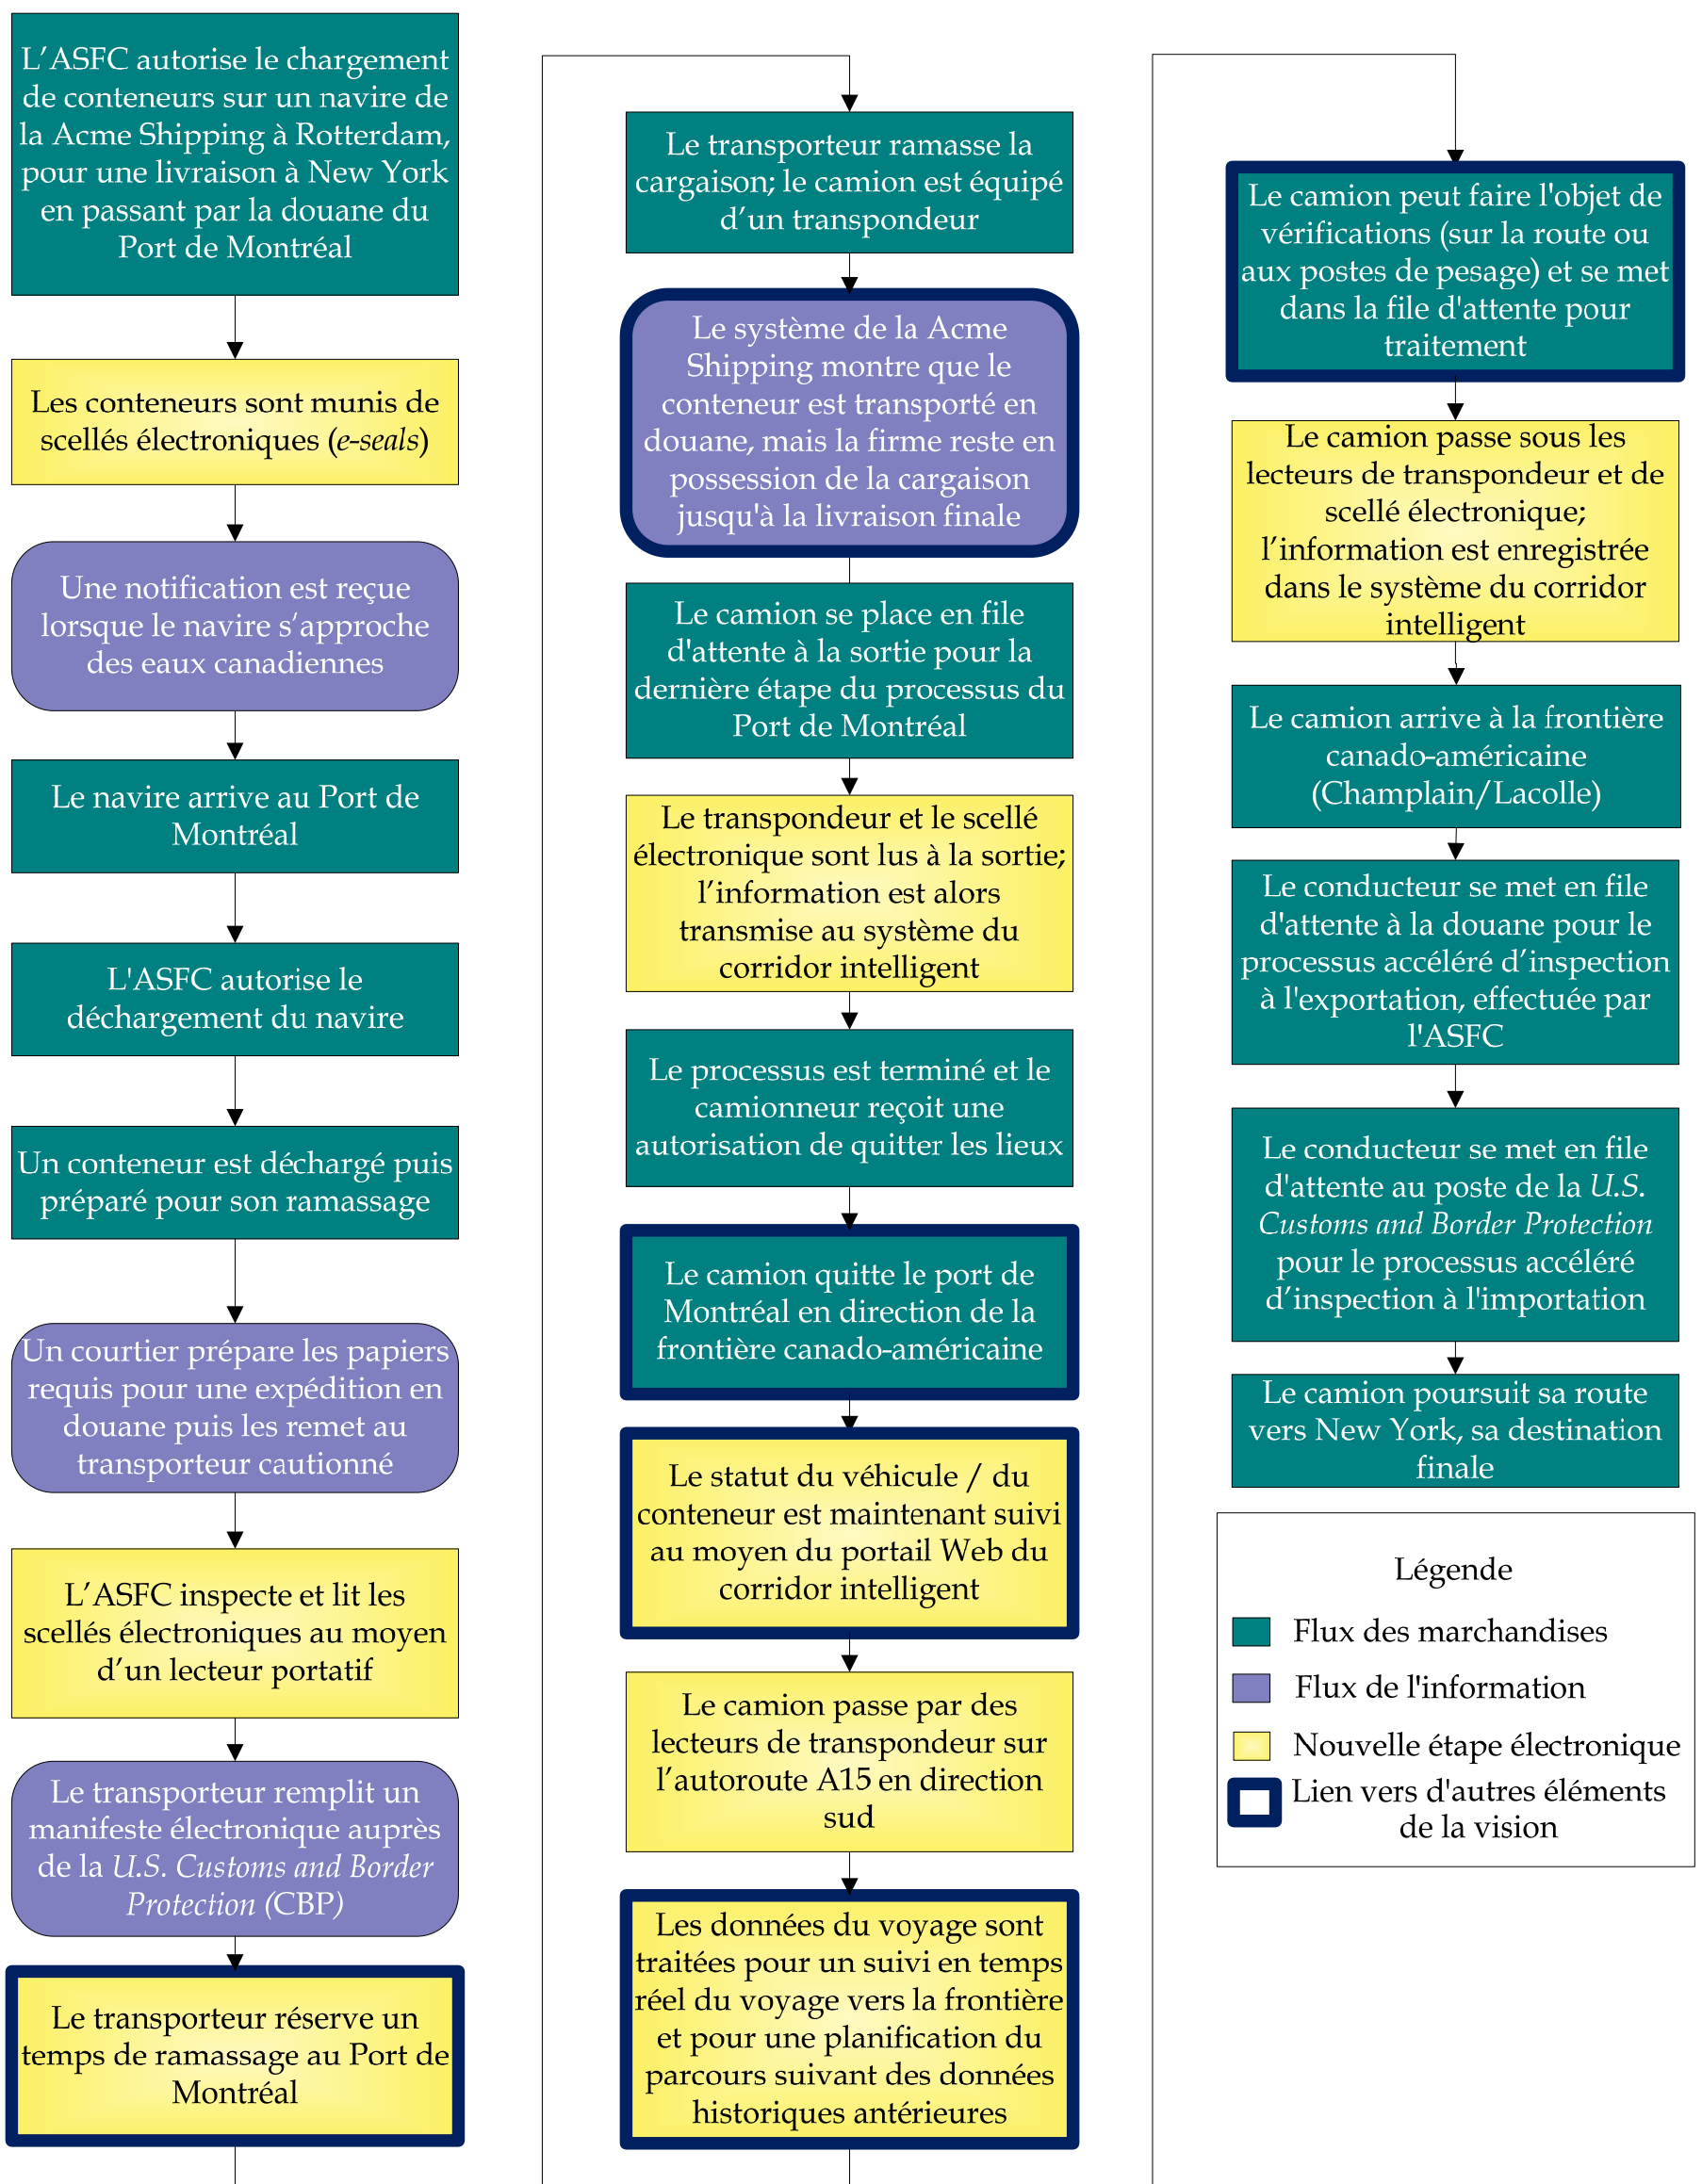 L’ASFC autorise le chargement
de conteneurs sur un navire de
la Acme Shipping à Rotterdam,
pour une livraison à New York
en passant par la douane du
Port de Montréal
Les conteneurs sont munis de
scellés électroniques (e-seals)
Une notification est reçue
lorsque le navire s’approche
des eaux canadiennes
Le navire arrive au Port de
Montréal
L'ASFC autorise le
déchargement du navire
Un conteneur est déchargé puis
préparé pour son ramassage
Un courtier prépare les papiers
requis pour une expédition en
douane puis les remet au
transporteur cautionné
L’ASFC inspecte et lit les
scellés électroniques au moyen
d’un lecteur portatif
Le transporteur remplit un
manifeste électronique auprès
de la U.S. Customs and Border
Protection (CBP)
Le transporteur réserve un
temps de ramassage au Port de
Montréal
Le transporteur ramasse la
cargaison; le camion est équipé
d’un transpondeur
Le système de la Acme
Shipping montre que le
conteneur est transporté en
douane, mais la firme reste en
possession de la cargaison
jusqu'à la livraison finale
Le camion se place en file
d'attente à la sortie pour la
dernière étape du processus du
Port de Montréal
Le transpondeur et le scellé
électronique sont lus à la sortie;
l’information est alors
transmise au système du
corridor intelligent
Le processus est terminé et le
camionneur reçoit une
autorisation de quitter les lieux
Le camion quitte le port de
Montréal en direction de la
frontière canado-américaine
Le statut du véhicule / du
conteneur est maintenant suivi
au moyen du portail Web du
corridor intelligent
Le camion passe par des
lecteurs de transpondeur sur
l’autoroute A15 en direction
sud
Les données du voyage sont
traitées pour un suivi en temps
réel du voyage vers la frontière
et pour une planification du
parcours suivant des données
historiques antérieures
Le camion peut faire l'objet de
vérifications (sur la route ou
aux postes de pesage) et se met
dans la file d'attente pour
traitement
Le camion passe sous les
lecteurs de transpondeur et de
scellé électronique;
l’information est enregistrée
dans le système du corridor
intelligent
Le camion arrive à la frontière
canado-américaine
(Champlain/Lacolle)
Le conducteur se met en file
d'attente à la douane pour le
processus accéléré d’inspection
à l'exportation, effectuée par
l'ASFC
Le conducteur se met en file
d'attente au poste de la U.S.
Customs and Border Protection
pour le processus accéléré
d’inspection à l'importation
Le camion poursuit sa route
vers New York, sa destination
finale
Légende
Flux des marchandises
Flux de l'information
Nouvelle étape électronique
Lien vers d'autres éléments
de la vision